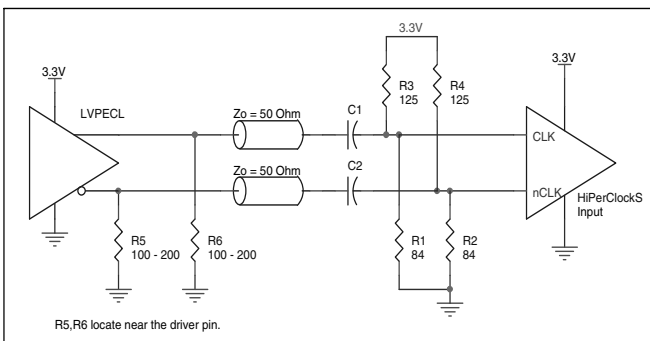 3.3V
3.3V
3.3V
R3
125
R4
125
LVPECL
Zo = 50 Ohm
C1
CLK
Zo = 50 Ohm
C2
nCLK
HiPerClockS
Input
R5
100 - 200
R6
100 - 200
R1
84
R2
84
R5,R6 locate near the driver pin.